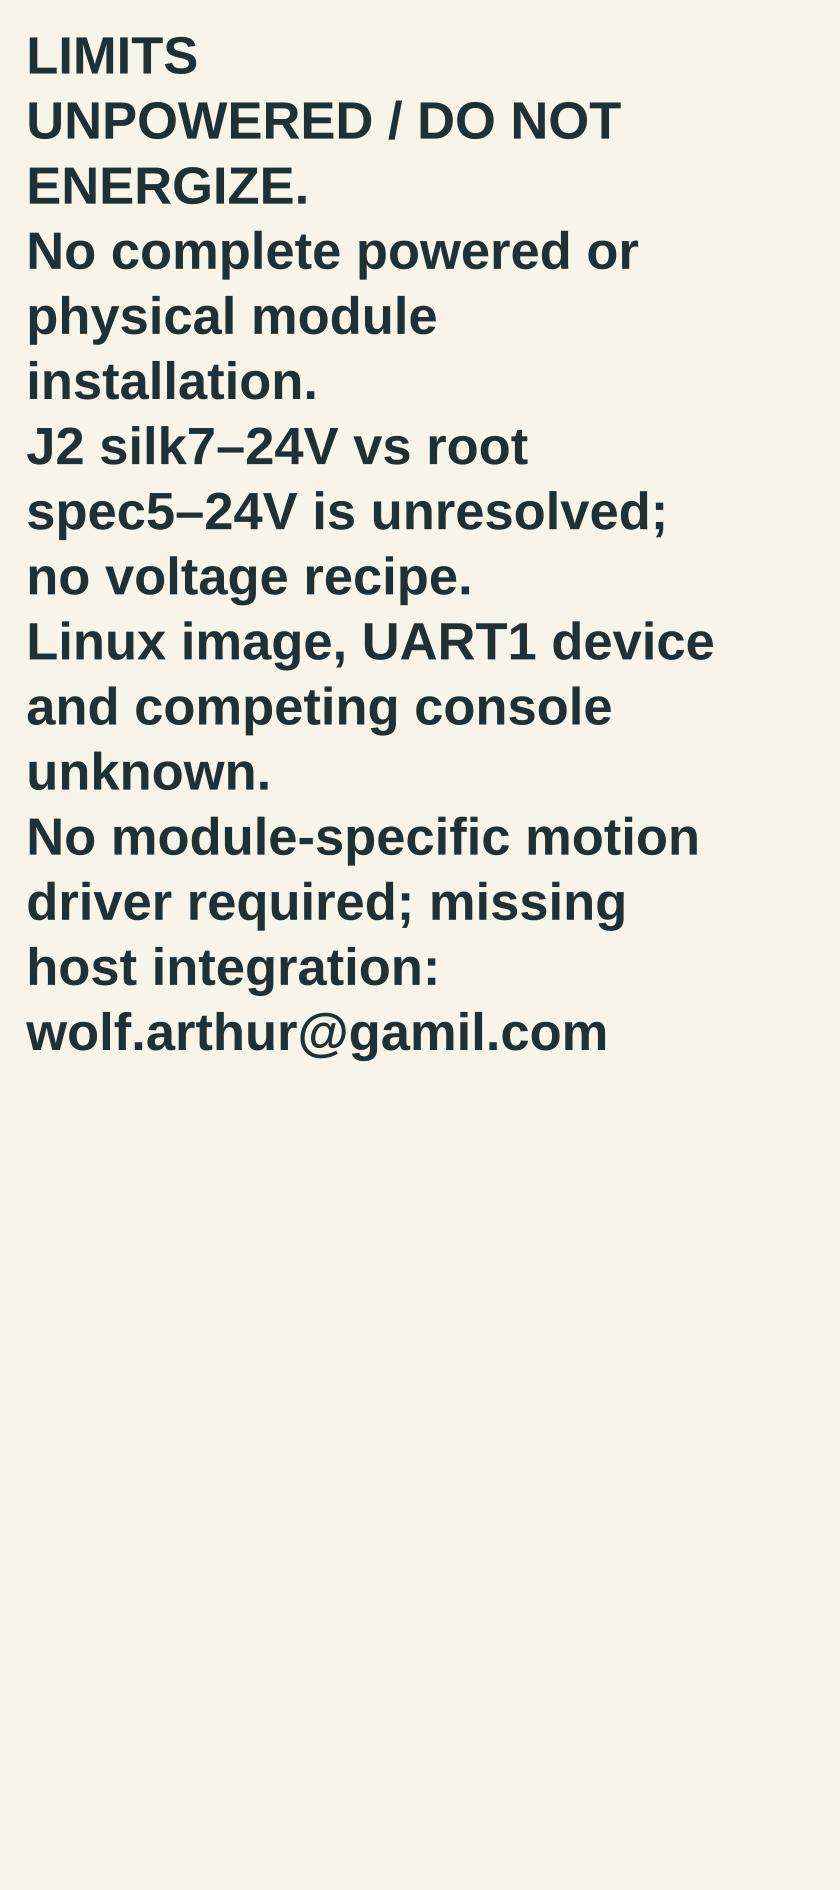 LIMITS
UNPOWERED / DO NOT
ENERGIZE.
No complete powered or
physical module
installation.
J2 silk7–24V vs root
spec5–24V is unresolved;
no voltage recipe.
Linux image, UART1 device
and competing console
unknown.
No module-specific motion
driver required; missing
host integration:
wolf.arthur@gamil.com